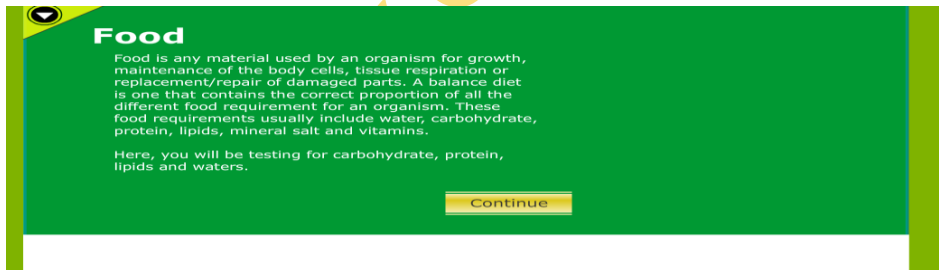 Food
Food is any material used by an organism for growth,
maintenance of the body cells, tissue respiration or
replacement/repair of damaged parts. A balance diet
is one that contains the correct proportion of all the
different food requirement for an organism. These
food requirements usually include water, carbohydrate,
protein, lipids, mineral salt and vitamins.
Here, you will be testing for carbohydrate, protein,
lipids and waters.
Continue